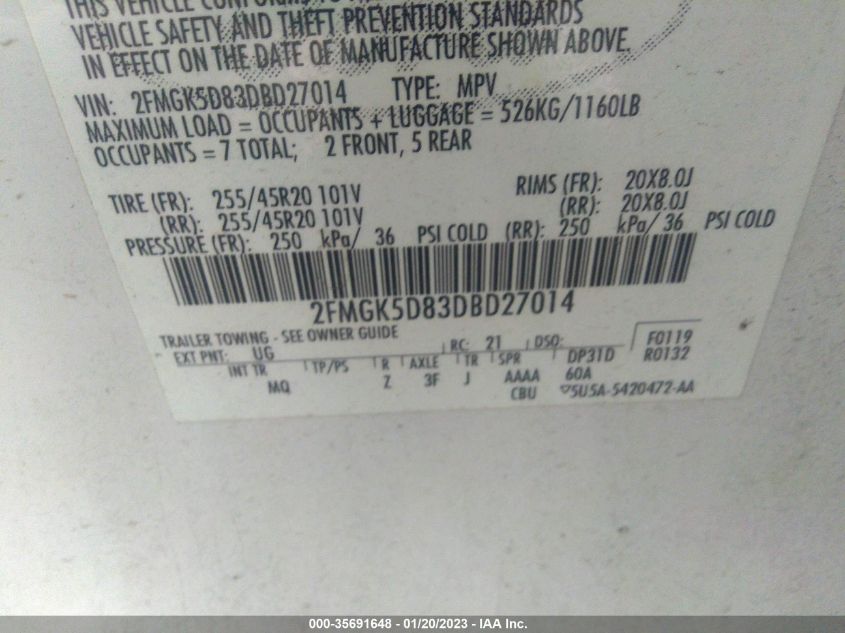 THIS VEHICLE CONFORMS TO
VEHICLE SAFETY AND THEFT PREVENTION STANDARDS
IN EFFECT ON THE DATE OF MANUFACTURE SHOWN ABOVE.
VIN: 2FMGK5D83DBD27014 TYPE: MPV
MAXIMUM LOAD = OCCUPANTS + LUGGAGE = 526KG/1160LB
OCCUPANTS = 7 TOTAL; 2 FRONT, 5 REAR
TIRE (FR): 255/45R20 101V RIMS (FR): 20X8.0J
(RR): 255/45R20 101V (RR): 20X8.0J
PRESSURE (FR): 250 kPa/ 36 PSI COLD (RR): 250 kPa/ 36 PSI COLD
2FMGK5D83DBD27014
TRAILER TOWING - SEE OWNER GUIDE
EXT PNT: UG RC: 21 DSO: F0119
INT TR TP/PS R AXLE TR SPR DP31D R0132
MQ Z 3F J AAAA 60A
CBU 5U5A-5420472-AA
000-35691648 - 01/20/2023 - IAA Inc.